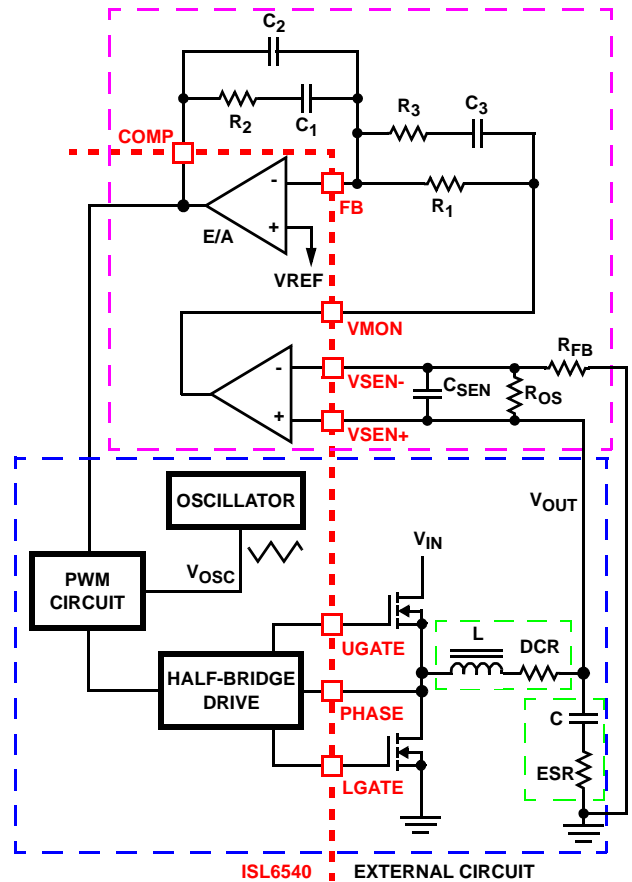 C2
R2
C1
R3
C3
COMP
-
FB
R1
E/A
+
VREF
VMON
RFB
-
VSEN-
CSEN
ROS
+
VSEN+
OSCILLATOR
VOUT
VIN
PWM
CIRCUIT
VOSC
L
DCR
UGATE
HALF-BRIDGE
DRIVE
PHASE
C
ESR
LGATE
ISL6540
EXTERNAL CIRCUIT